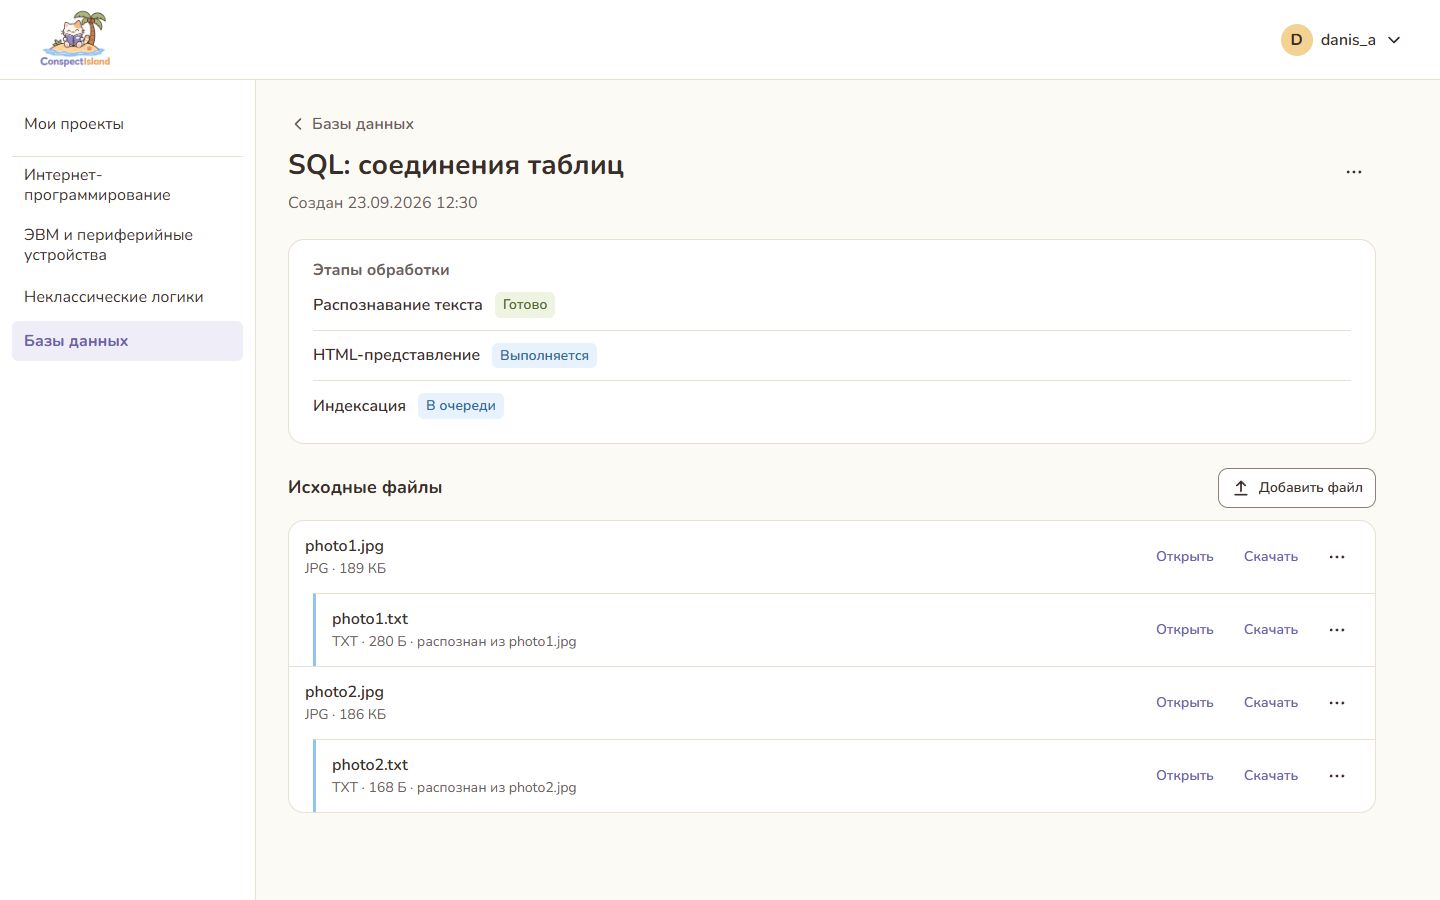 ConspectIsland
D
danis_a
Мои проекты
Интернет-
программирование
ЭВМ и периферийные
устройства
Неклассические логики
Базы данных
Базы данных
SQL: соединения таблиц
...
Создан 23.09.2026 12:30
Этапы обработки
Распознавание текста Готово
HTML-представление Выполняется
Индексация В очереди
Исходные файлы
Добавить файл
photo1.jpg
JPG · 189 КБ
Открыть Скачать ...
photo1.txt
TXT · 280 Б · распознан из photo1.jpg
Открыть Скачать ...
photo2.jpg
JPG · 186 КБ
Открыть Скачать ...
photo2.txt
TXT · 168 Б · распознан из photo2.jpg
Открыть Скачать ...